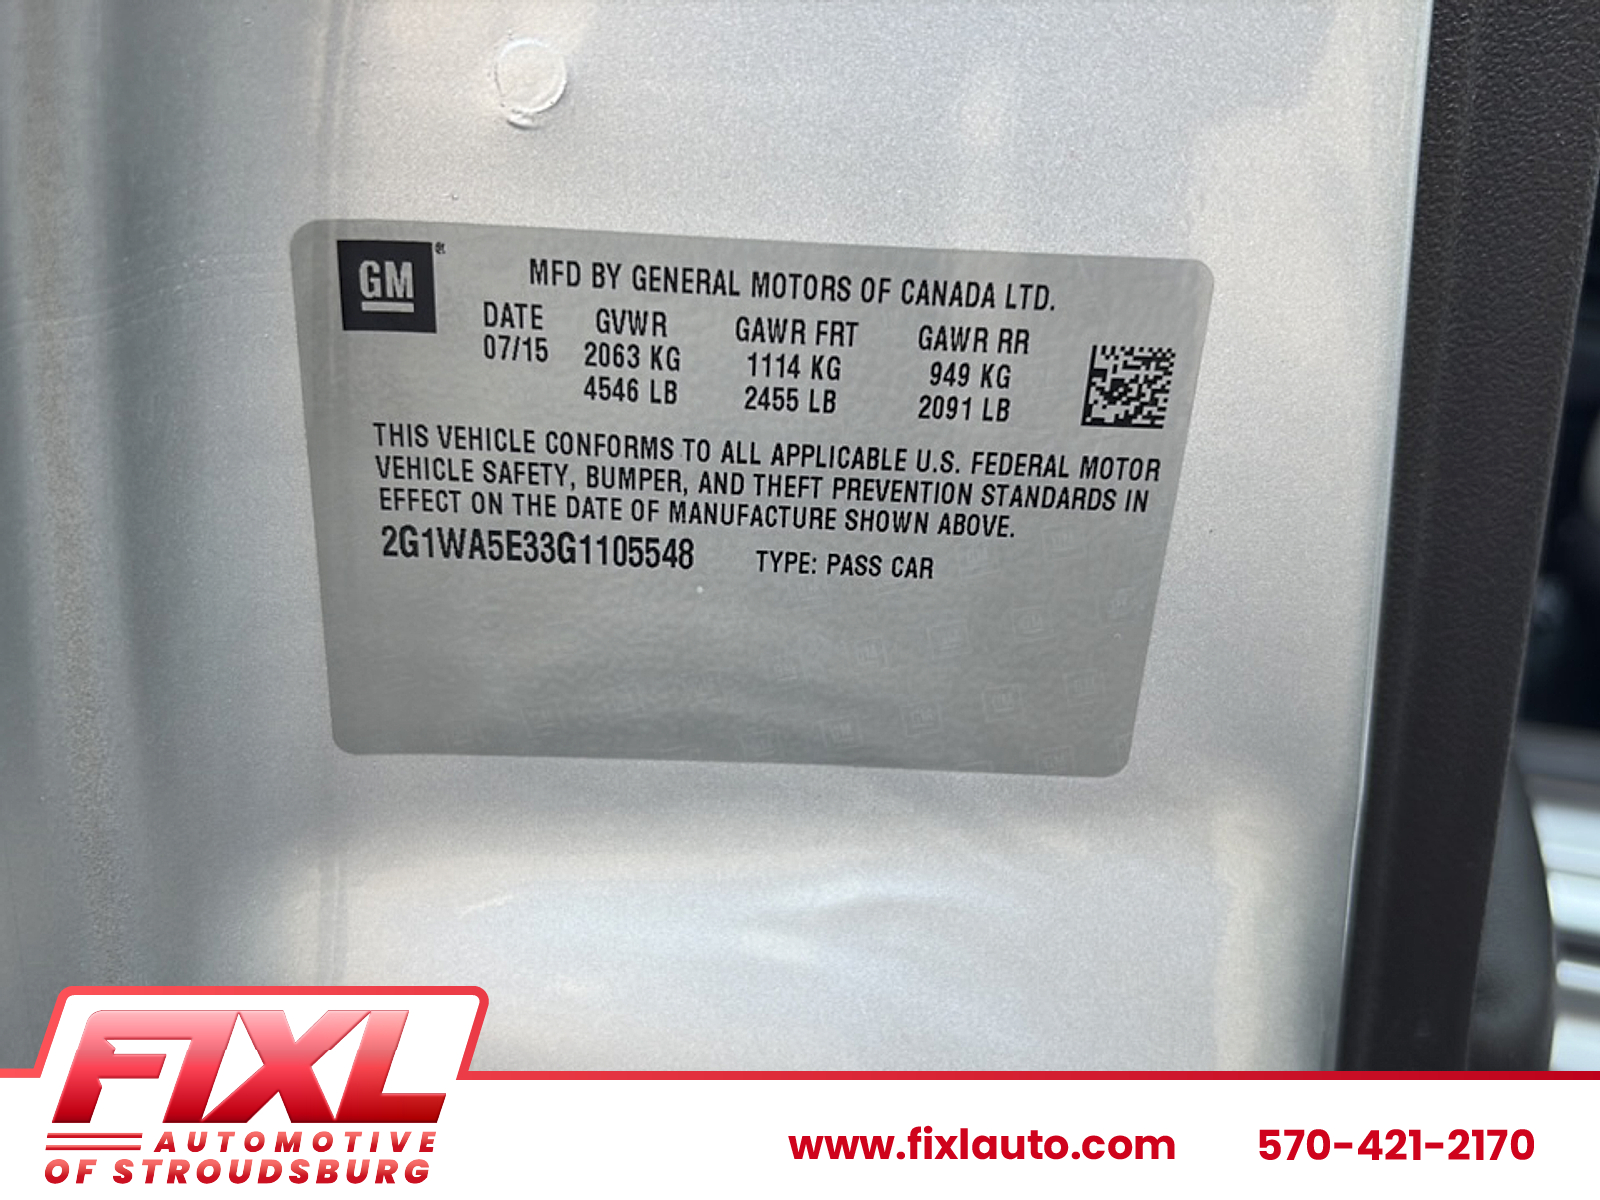 GM
MFD BY GENERAL MOTORS OF CANADA LTD.
DATE GVWR GAWR FRT GAWR RR
07/15 2063 KG 1114 KG 949 KG
4546 LB 2455 LB 2091 LB
THIS VEHICLE CONFORMS TO ALL APPLICABLE U.S. FEDERAL MOTOR
VEHICLE SAFETY, BUMPER, AND THEFT PREVENTION STANDARDS IN
EFFECT ON THE DATE OF MANUFACTURE SHOWN ABOVE.
2G1WA5E33G1105548 TYPE: PASS CAR
FIXL
AUTOMOTIVE
OF STROUDSBURG
www.fixlauto.com 570-421-2170